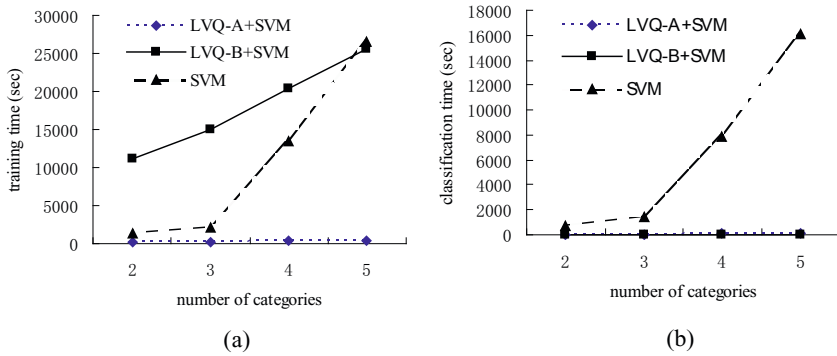 LVQ-A+SVM
LVQ-B+SVM
SVM
training time (sec)
30000
25000
20000
15000
10000
5000
0
2 3 4 5
number of categories
(a)
LVQ-A+SVM
LVQ-B+SVM
SVM
classification time (sec)
18000
16000
14000
12000
10000
8000
6000
4000
2000
0
2 3 4 5
number of categories
(b)